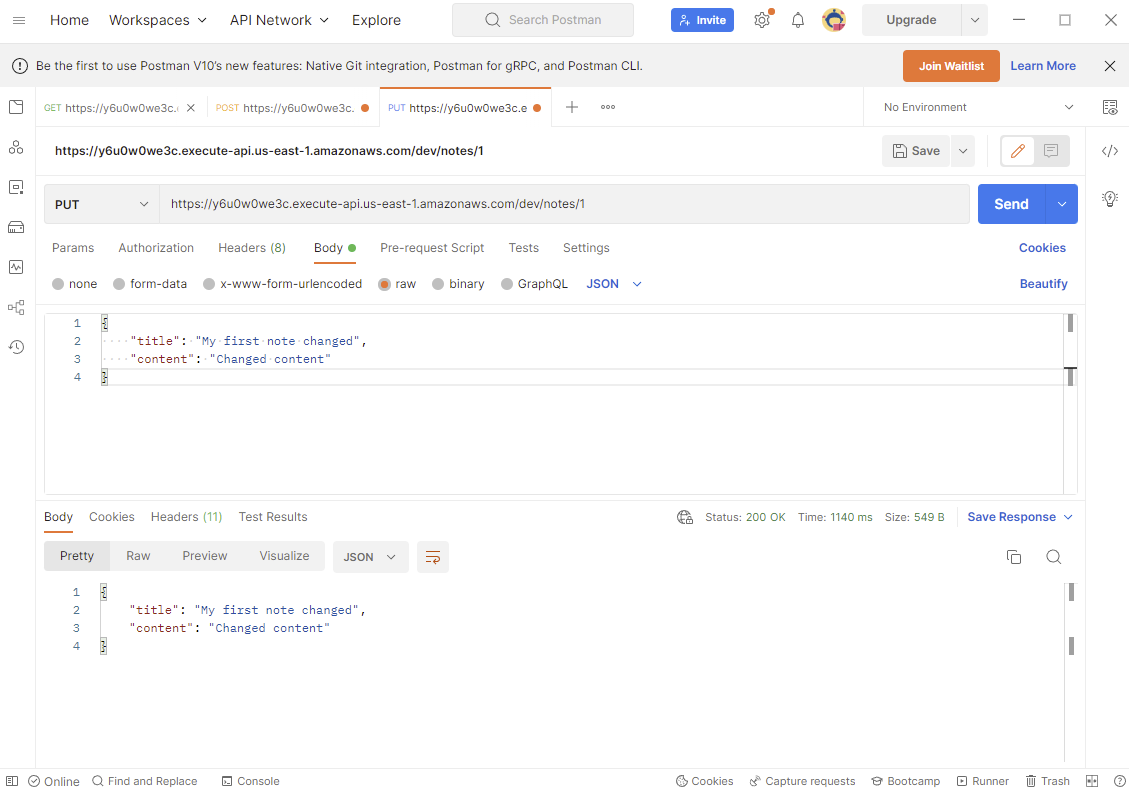 Home Workspaces API Network Explore Search Postman Invite Upgrade
Be the first to use Postman V10's new features: Native Git integration, Postman for gRPC, and Postman CLI. Join Waitlist Learn More
GET https://y6u0w0we3c. POST https://y6u0w0we3c. PUT https://y6u0w0we3c.e No Environment
https://y6u0w0we3c.execute-api.us-east-1.amazonaws.com/dev/notes/1 Save
PUT https://y6u0w0we3c.execute-api.us-east-1.amazonaws.com/dev/notes/1 Send
Params Authorization Headers (8) Body Pre-request Script Tests Settings Cookies
none form-data x-www-form-urlencoded raw binary GraphQL JSON Beautify
1 {
2 "title": "My first note changed",
3 "content": "Changed content"
4 }
Body Cookies Headers (11) Test Results Status: 200 OK Time: 1140 ms Size: 549 B Save Response
Pretty Raw Preview Visualize JSON
1 {
2 "title": "My first note changed",
3 "content": "Changed content"
4 }
Online Find and Replace Console Cookies Capture requests Bootcamp Runner Trash